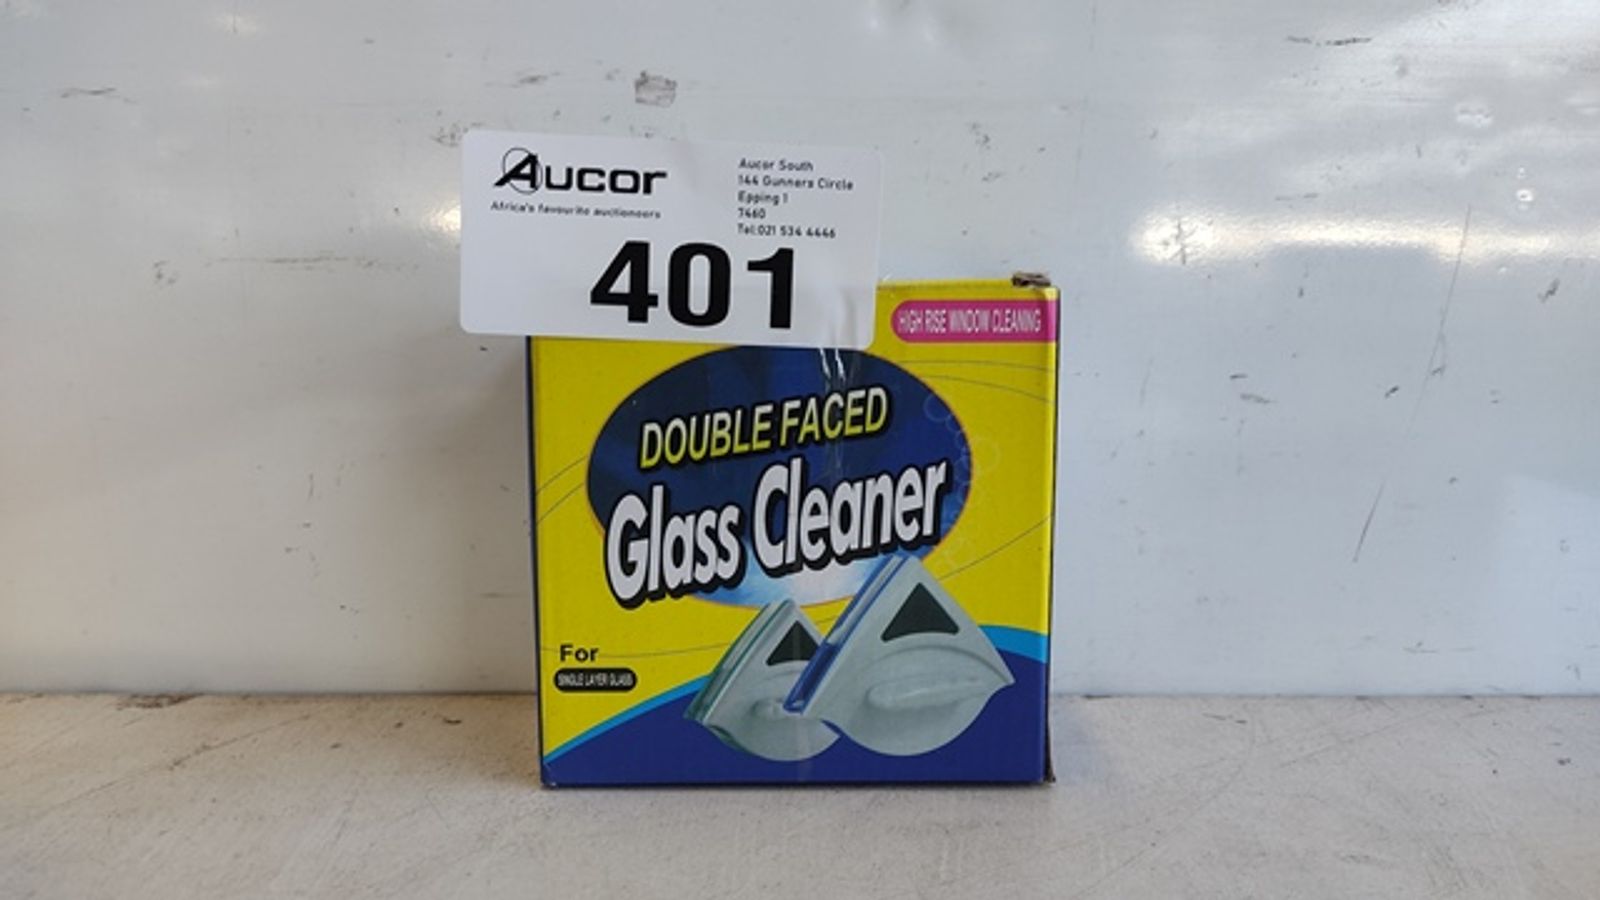 Aucor
Africa's favourite auctioneers
Aucor South
144 Gunners Circle
Epping 1
7460
Tel:021 534 4446
401
HIGH RISE WINDOW CLEANING
DOUBLE FACED
Glass Cleaner
For
SINGLE LAYER GLASS